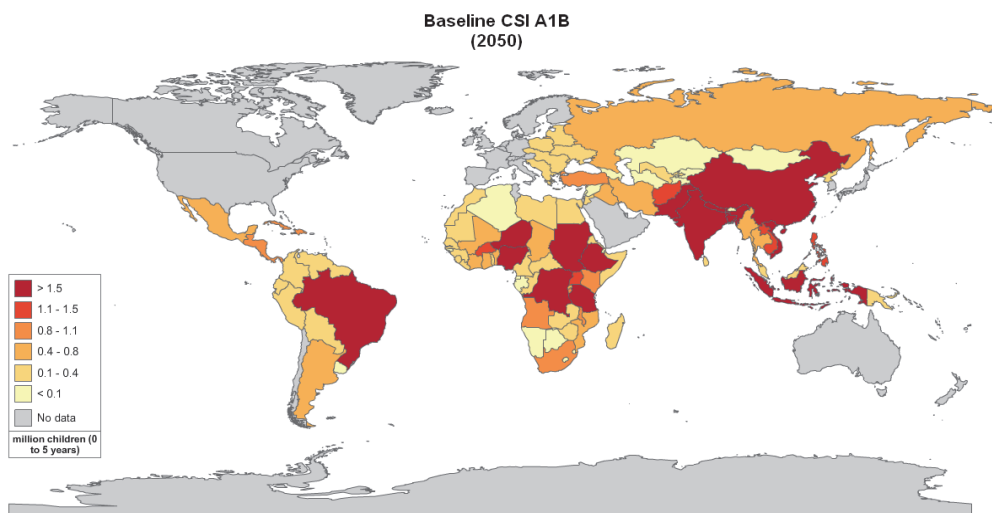 Baseline CSI A1B
(2050)
> 1.5
1.1 - 1.5
0.8 - 1.1
0.4 - 0.8
0.1 - 0.4
< 0.1
No data
million children (0
to 5 years)